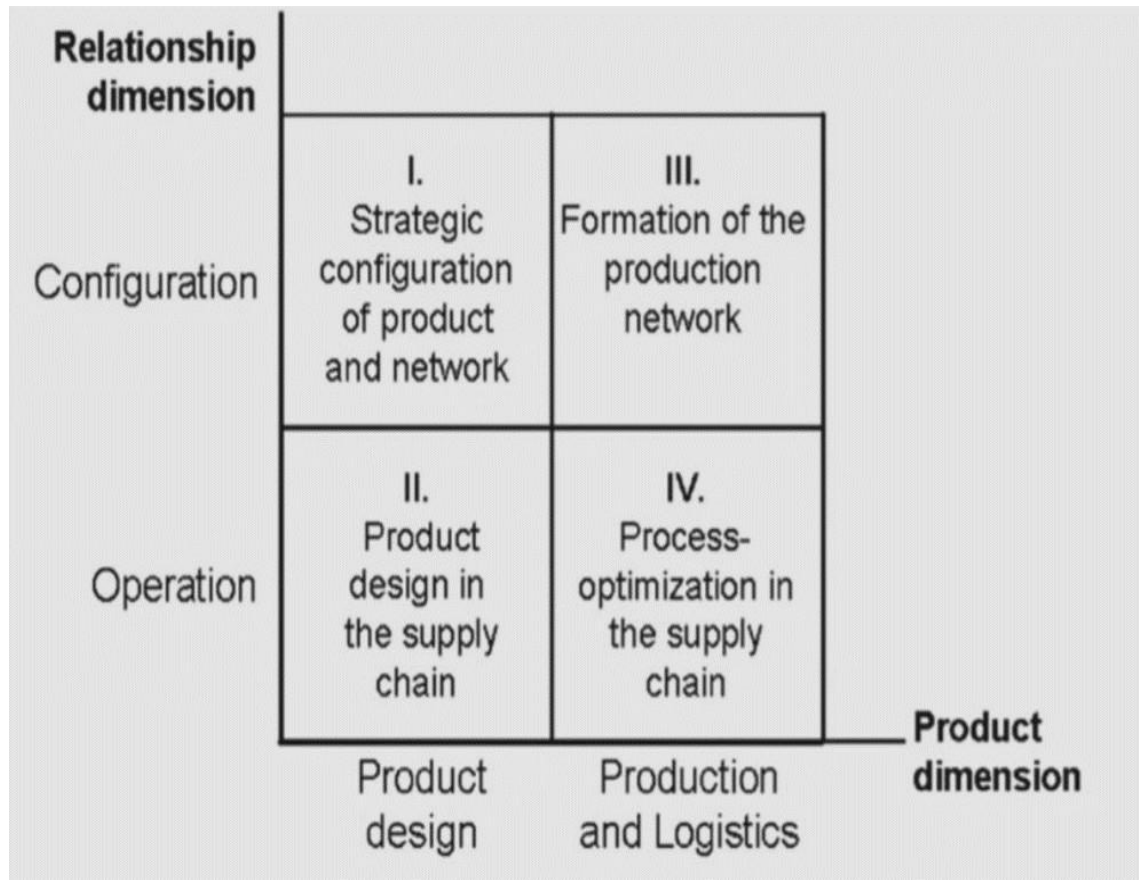 Relationship
dimension
Configuration
I.
Strategic
configuration
of product
and network
III.
Formation of the
production
network
Operation
II.
Product
design in
the supply
chain
IV.
Process-
optimization in
the supply
chain
Product
dimension
Product
design
Production
and Logistics